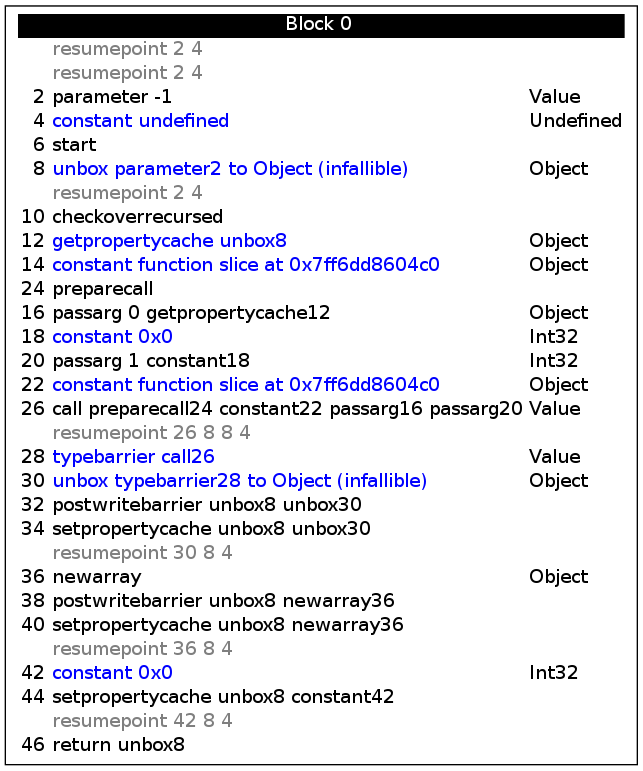 Block 0
resumepoint 2 4
resumepoint 2 4
2 parameter -1 Value
4 constant undefined Undefined
6 start
8 unbox parameter2 to Object (infallible) Object
resumepoint 2 4
10 checkoverrecursed
12 getpropertycache unbox8 Object
14 constant function slice at 0x7ff6dd8604c0 Object
24 preparecall
16 passarg 0 getpropertycache12 Object
18 constant 0x0 Int32
20 passarg 1 constant18 Int32
22 constant function slice at 0x7ff6dd8604c0 Object
26 call preparecall24 constant22 passarg16 passarg20 Value
resumepoint 26 8 8 4
28 typebarrier call26 Value
30 unbox typebarrier28 to Object (infallible) Object
32 postwritebarrier unbox8 unbox30
34 setpropertycache unbox8 unbox30
resumepoint 30 8 4
36 newarray Object
38 postwritebarrier unbox8 newarray36
40 setpropertycache unbox8 newarray36
resumepoint 36 8 4
42 constant 0x0 Int32
44 setpropertycache unbox8 constant42
resumepoint 42 8 4
46 return unbox8